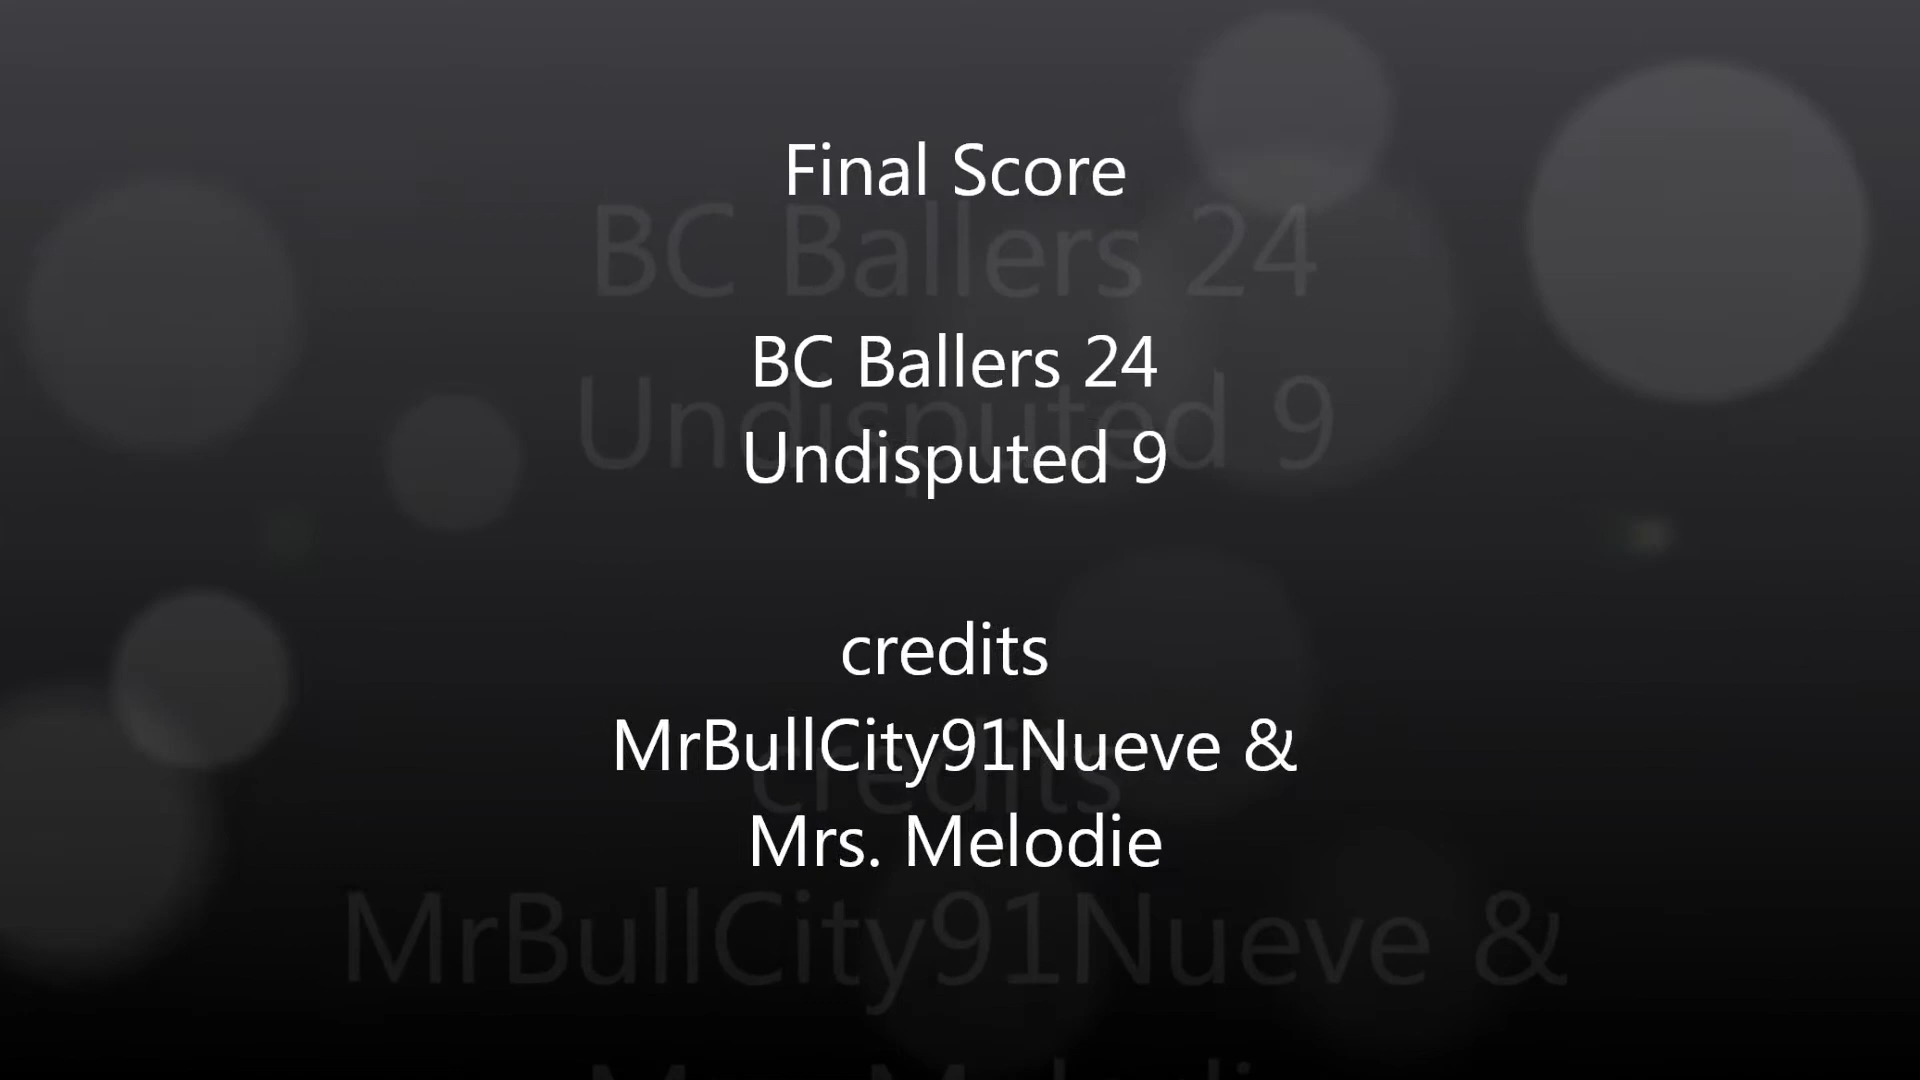 Final Score
BC Ballers 24
Undisputed 9
credits
MrBullCity91Nueve &
Mrs. Melodie